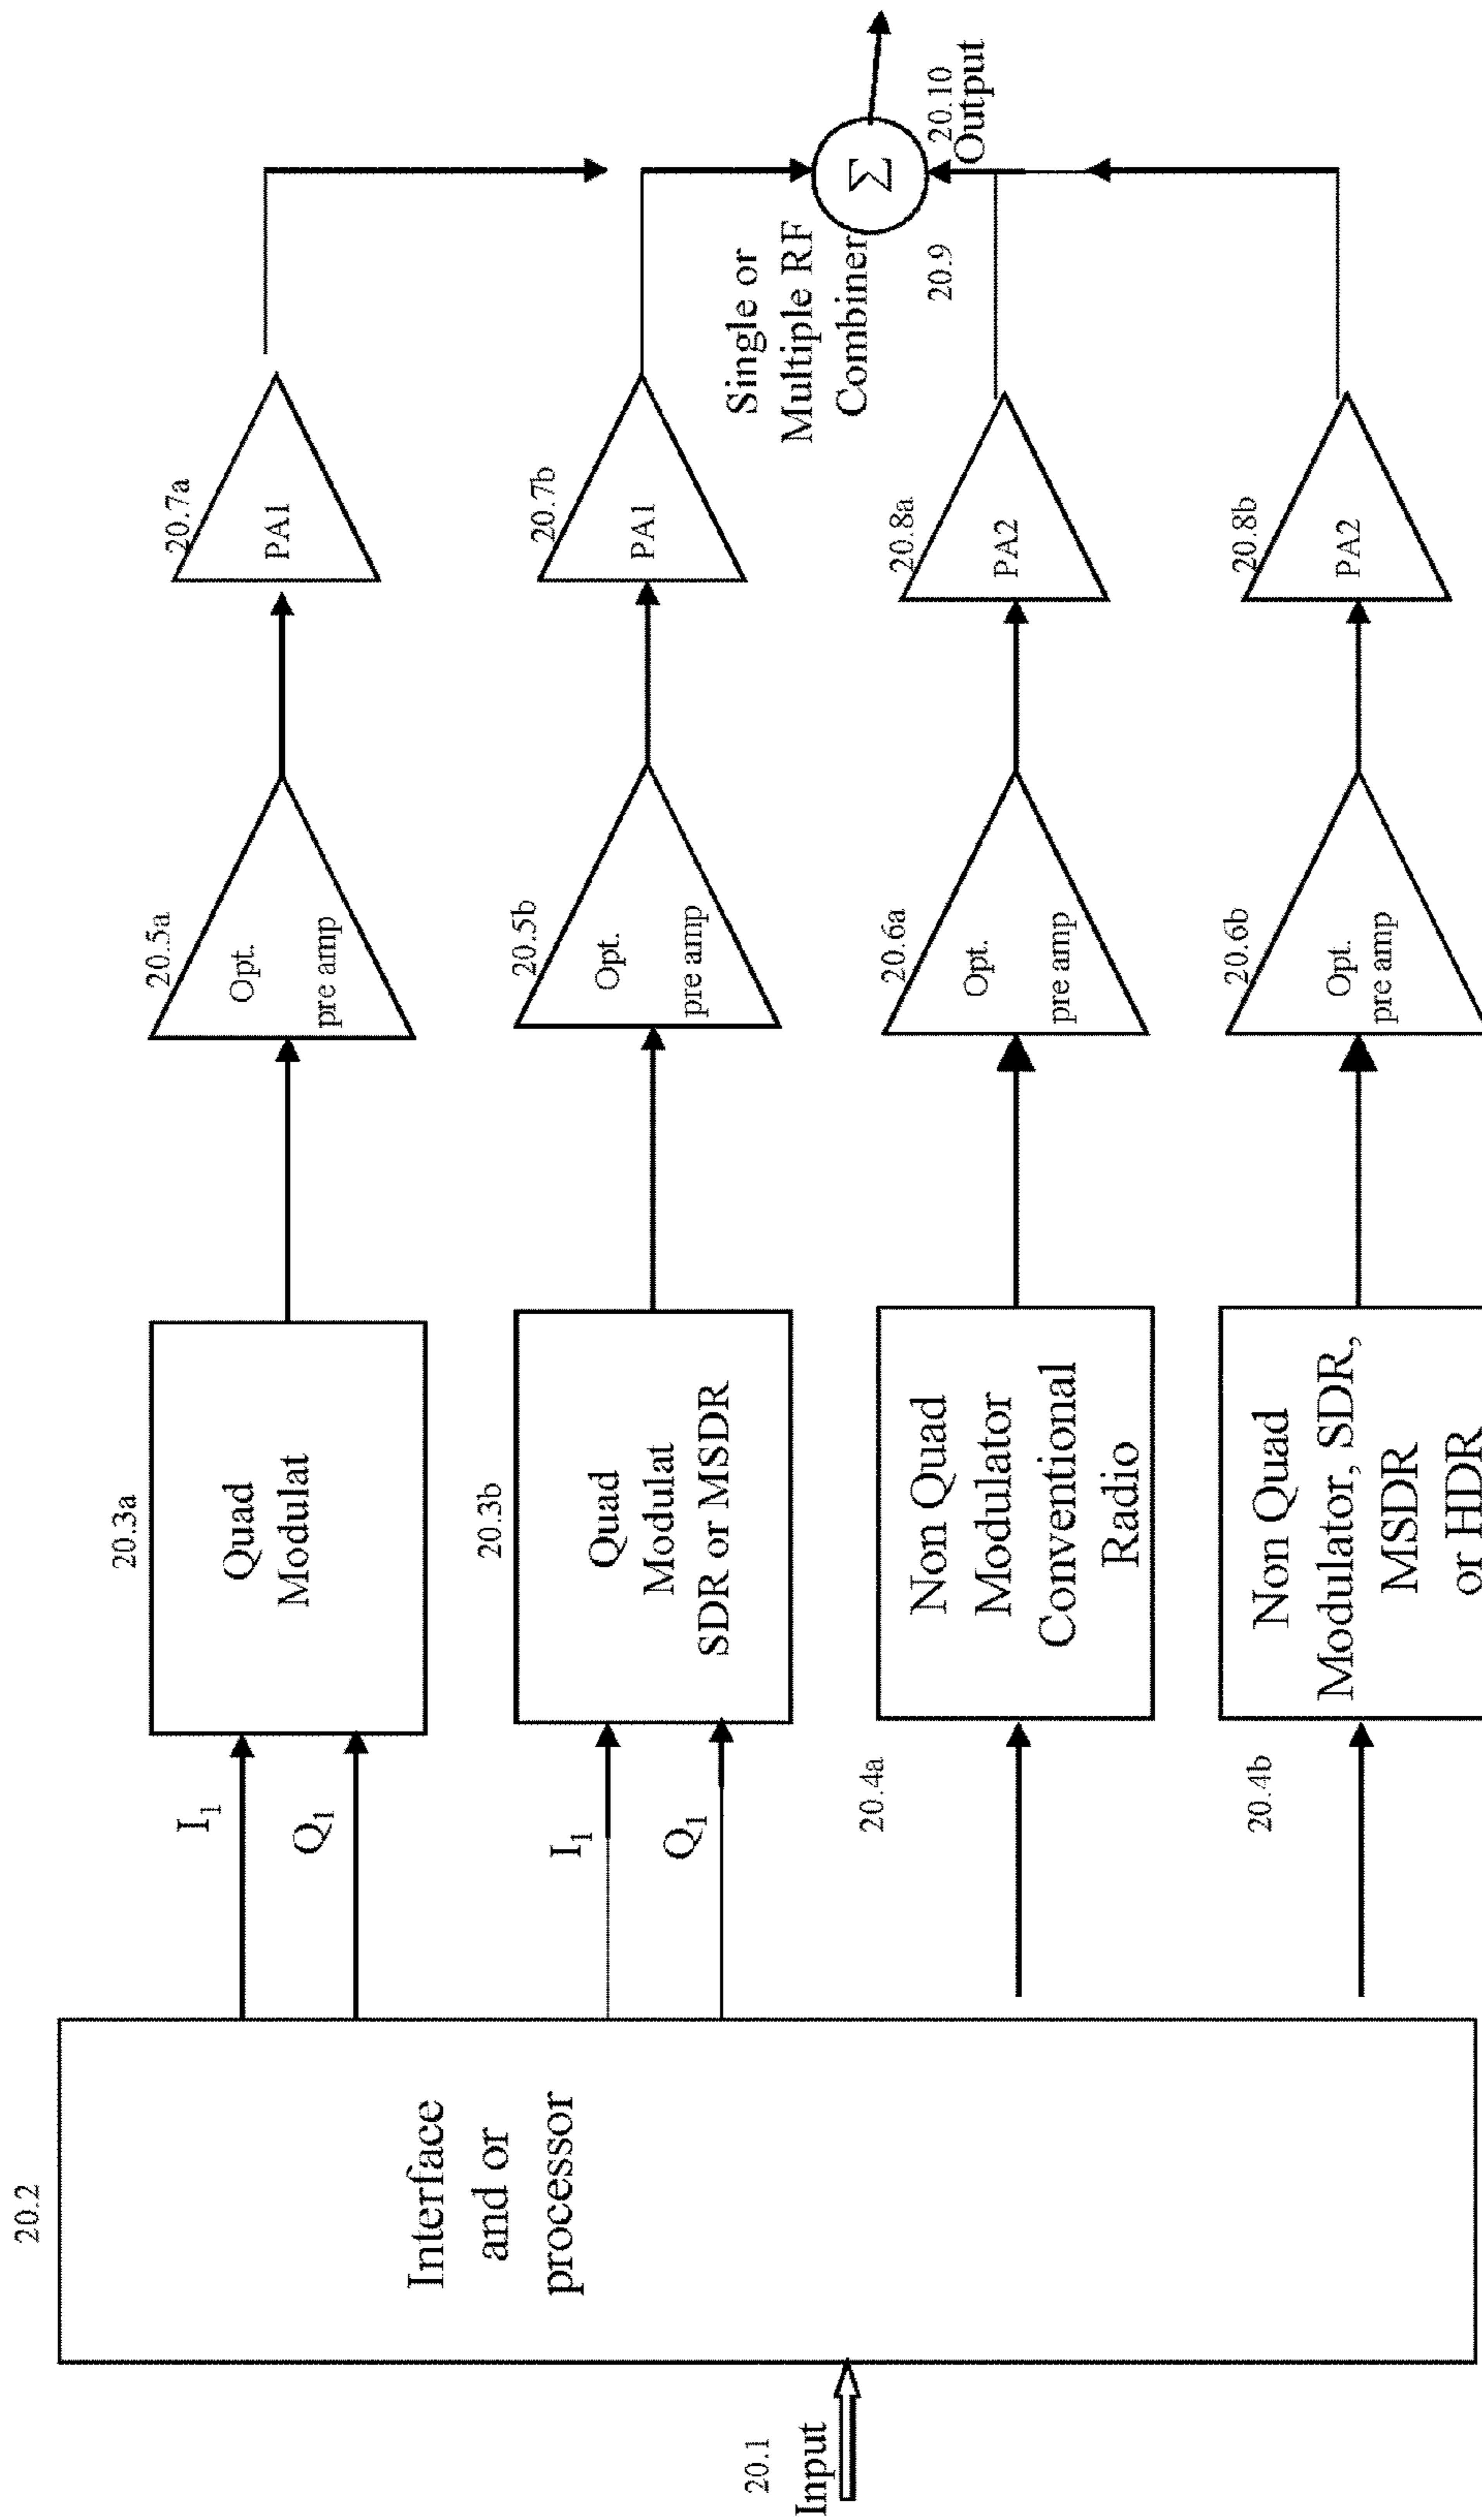 20.1
Input
20.2
Interface
and or
processor
I1
Q1
20.3a
Quad
Modulat
20.5a
Opt.
pre amp
20.7a
PA1
I1
Q1
20.3b
Quad
Modulat
SDR or MSDR
20.5b
Opt.
pre amp
20.7b
PA1
Single or
Multiple RF
Combiner
Σ
20.9
20.10
Output
20.4a
Non Quad
Modulator
Conventional
Radio
20.6a
Opt.
pre amp
20.8a
PA2
20.4b
Non Quad
Modulator, SDR,
MSDR
or HDR
20.6b
Opt.
pre amp
20.8b
PA2